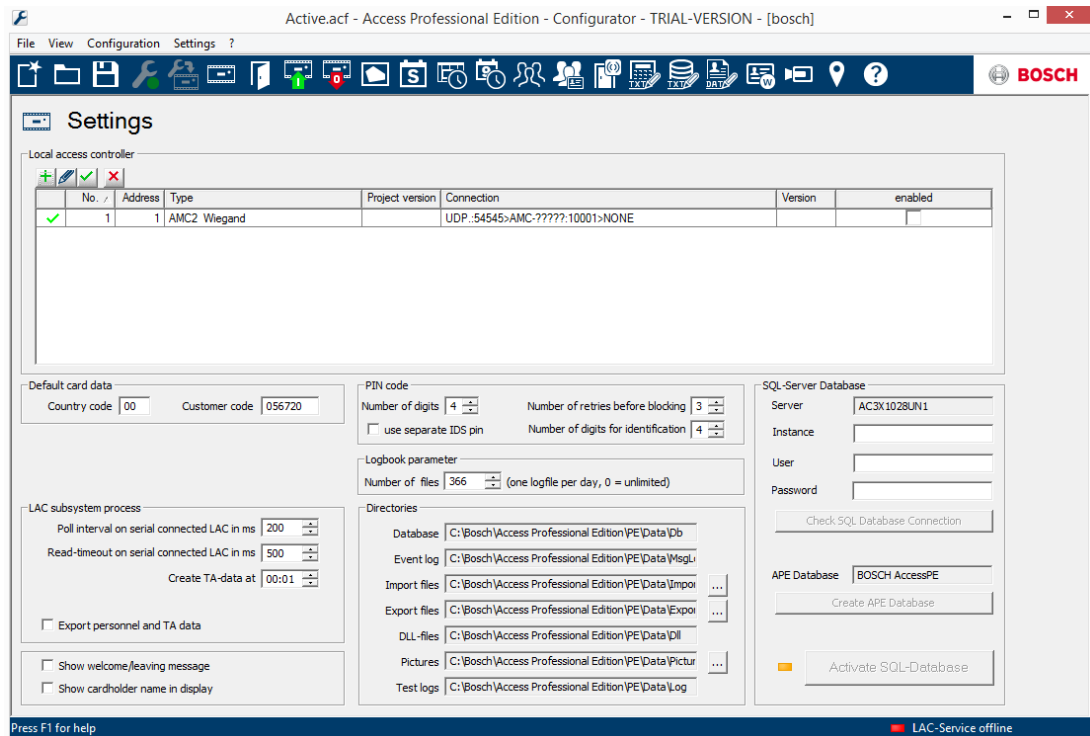 Active.acf - Access Professional Edition - Configurator - TRIAL-VERSION - [bosch]
File View Configuration Settings ?
BOSCH
Settings
Local access controller
No. Address Type Project version Connection Version enabled
1 1 AMC2 Wiegand UDP.:54545>AMC-?????:10001>NONE
Default card data
Country code 00 Customer code 056720
PIN code
Number of digits 4 Number of retries before blocking 3
use separate IDS pin Number of digits for identification 4
Logbook parameter
Number of files 366 (one logfile per day, 0 = unlimited)
LAC subsystem process
Poll interval on serial connected LAC in ms 200
Read-timeout on serial connected LAC in ms 500
Create TA-data at 00:01
Export personnel and TA data
Show welcome/leaving message
Show cardholder name in display
Directories
Database C:\Bosch\Access Professional Edition\PE\Data\Db
Event log C:\Bosch\Access Professional Edition\PE\Data\MsgL
Import files C:\Bosch\Access Professional Edition\PE\Data\Impor
...
Export files C:\Bosch\Access Professional Edition\PE\Data\Expor
...
DLL-files C:\Bosch\Access Professional Edition\PE\Data\Dll
Pictures C:\Bosch\Access Professional Edition\PE\Data\Pictur
...
Test logs C:\Bosch\Access Professional Edition\PE\Data\Log
SQL-Server Database
Server AC3X1028UN1
Instance
User
Password
Check SQL Database Connection
APE Database BOSCH AccessPE
Create APE Database
Activate SQL-Database
Press F1 for help
LAC-Service offline